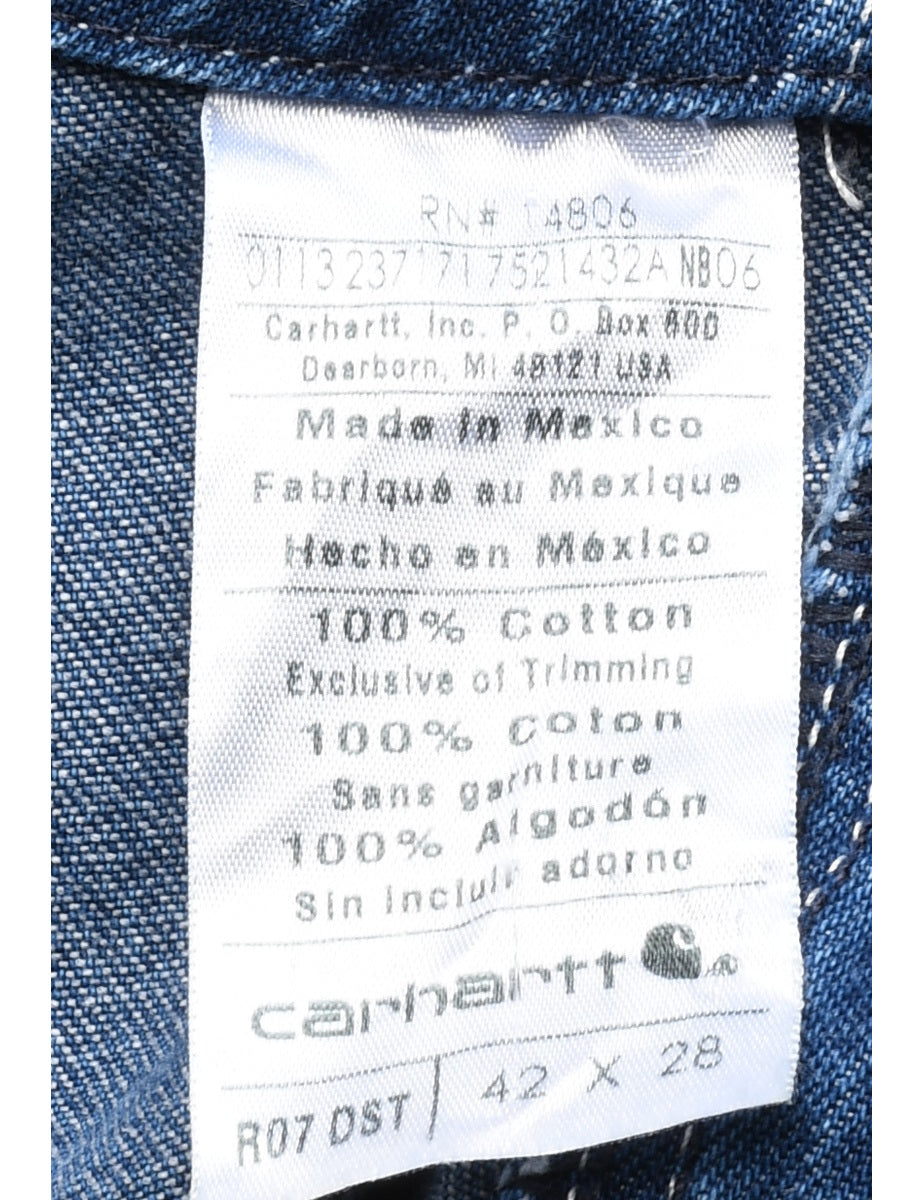 RN# 14806
0113237171 7521432A NB06
Carhartt, Inc. P. O. Box 600
Dearborn, MI 48121 USA
Made in Mexico
Fabriqué au Mexique
Hecho en México
100% Cotton
Exclusive of Trimming
100% Coton
Sans garniture
100% Algodón
Sin incluir adorno
carhartt ®
R07 DST 42 X 28